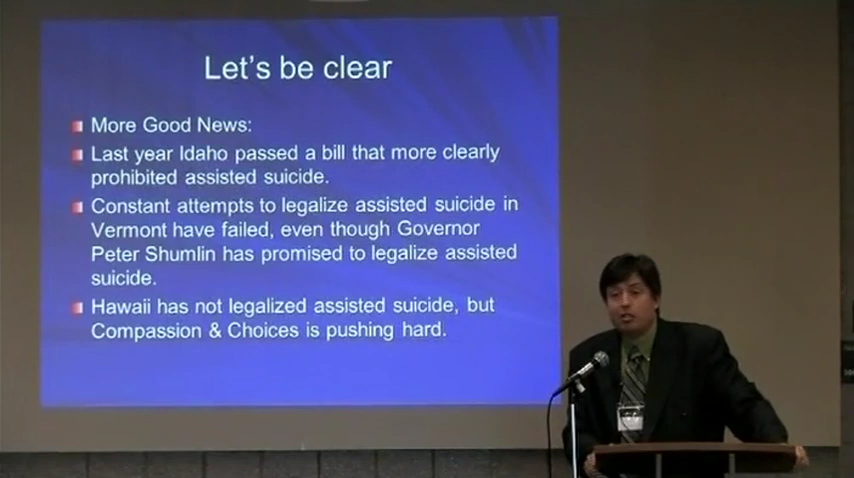 Let's be clear
More Good News:
Last year Idaho passed a bill that more clearly
prohibited assisted suicide.
Constant attempts to legalize assisted suicide in
Vermont have failed, even though Governor
Peter Shumlin has promised to legalize assisted
suicide.
Hawaii has not legalized assisted suicide, but
Compassion & Choices is pushing hard.